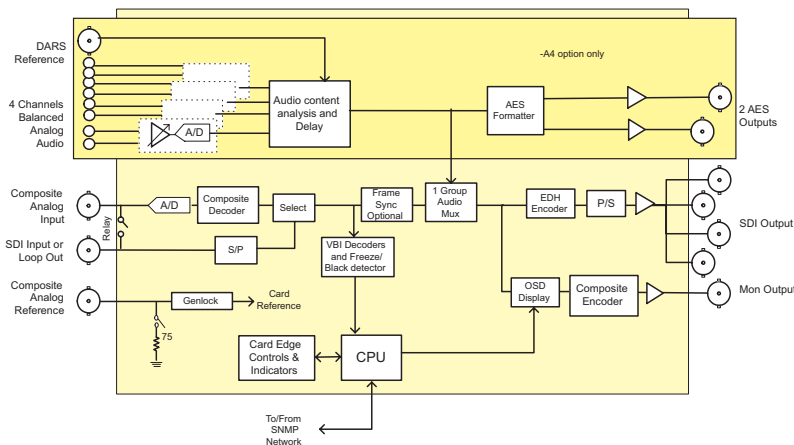 DARS
Reference
-A4 option only
4 Channels
Balanced
Analog
Audio
A/D
Audio content
analysis and
Delay
AES
Formatter
2 AES
Outputs
Composite
Analog
Input
Relay
A/D
Composite
Decoder
Select
Frame
Sync
Optional
1 Group
Audio
Mux
EDH
Encoder
P/S
SDI Output
SDI Input or
Loop Out
S/P
VBI Decoders
and Freeze/
Black detector
OSD
Display
Composite
Encoder
Mon Output
Composite
Analog
Reference
Genlock
Card
Reference
75
Card Edge
Controls &
Indicators
CPU
To/From
SNMP
Network